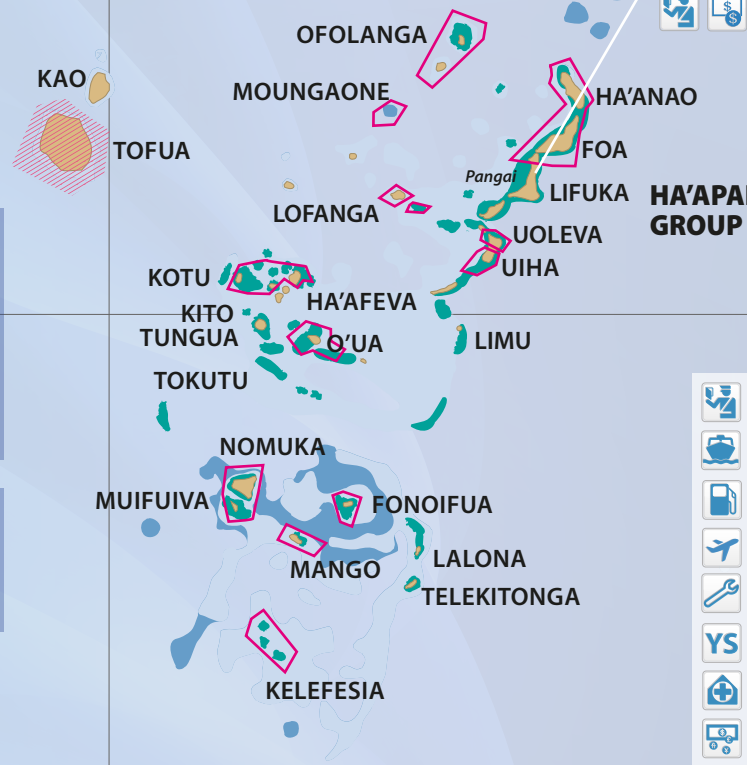 OFOLANGA
KAO
MOUNGAONE
HA'ANAO
TOFUA
FOA
Pangai
LIFUKA
HA'APAI
GROUP
LOFANGA
UOLEVA
UIHA
KOTU
HA'AFEVA
KITO
TUNGUA
O'UA
LIMU
TOKUTU
NOMUKA
MUIFUIVA
FONOIFUA
LALONA
MANGO
TELEKITONGA
YS
KELEFESIA